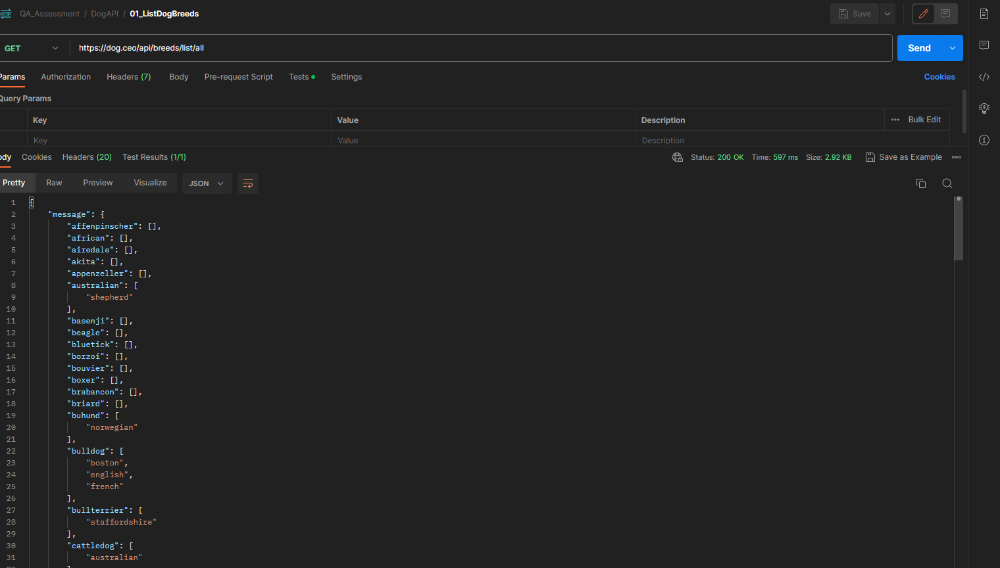 HTTP QA_Assessment / DogAPI / 01_ListDogBreeds Save
GET https://dog.ceo/api/breeds/list/all Send
Params Authorization Headers (7) Body Pre-request Script Tests Settings Cookies
Query Params
Key Value Description ••• Bulk Edit
Key Value Description
ody Cookies Headers (20) Test Results (1/1) Status: 200 OK Time: 597 ms Size: 2.92 KB Save as Example
Pretty Raw Preview Visualize JSON
1 {
2 "message": {
3 "affenpinscher": [],
4 "african": [],
5 "airedale": [],
6 "akita": [],
7 "appenzeller": [],
8 "australian": [
9 "shepherd"
10 ],
11 "basenji": [],
12 "beagle": [],
13 "bluetick": [],
14 "borzoi": [],
15 "bouvier": [],
16 "boxer": [],
17 "brabancon": [],
18 "briard": [],
19 "buhund": [
20 "norwegian"
21 ],
22 "bulldog": [
23 "boston",
24 "english",
25 "french"
26 ],
27 "bullterrier": [
28 "staffordshire"
29 ],
30 "cattledog": [
31 "australian"